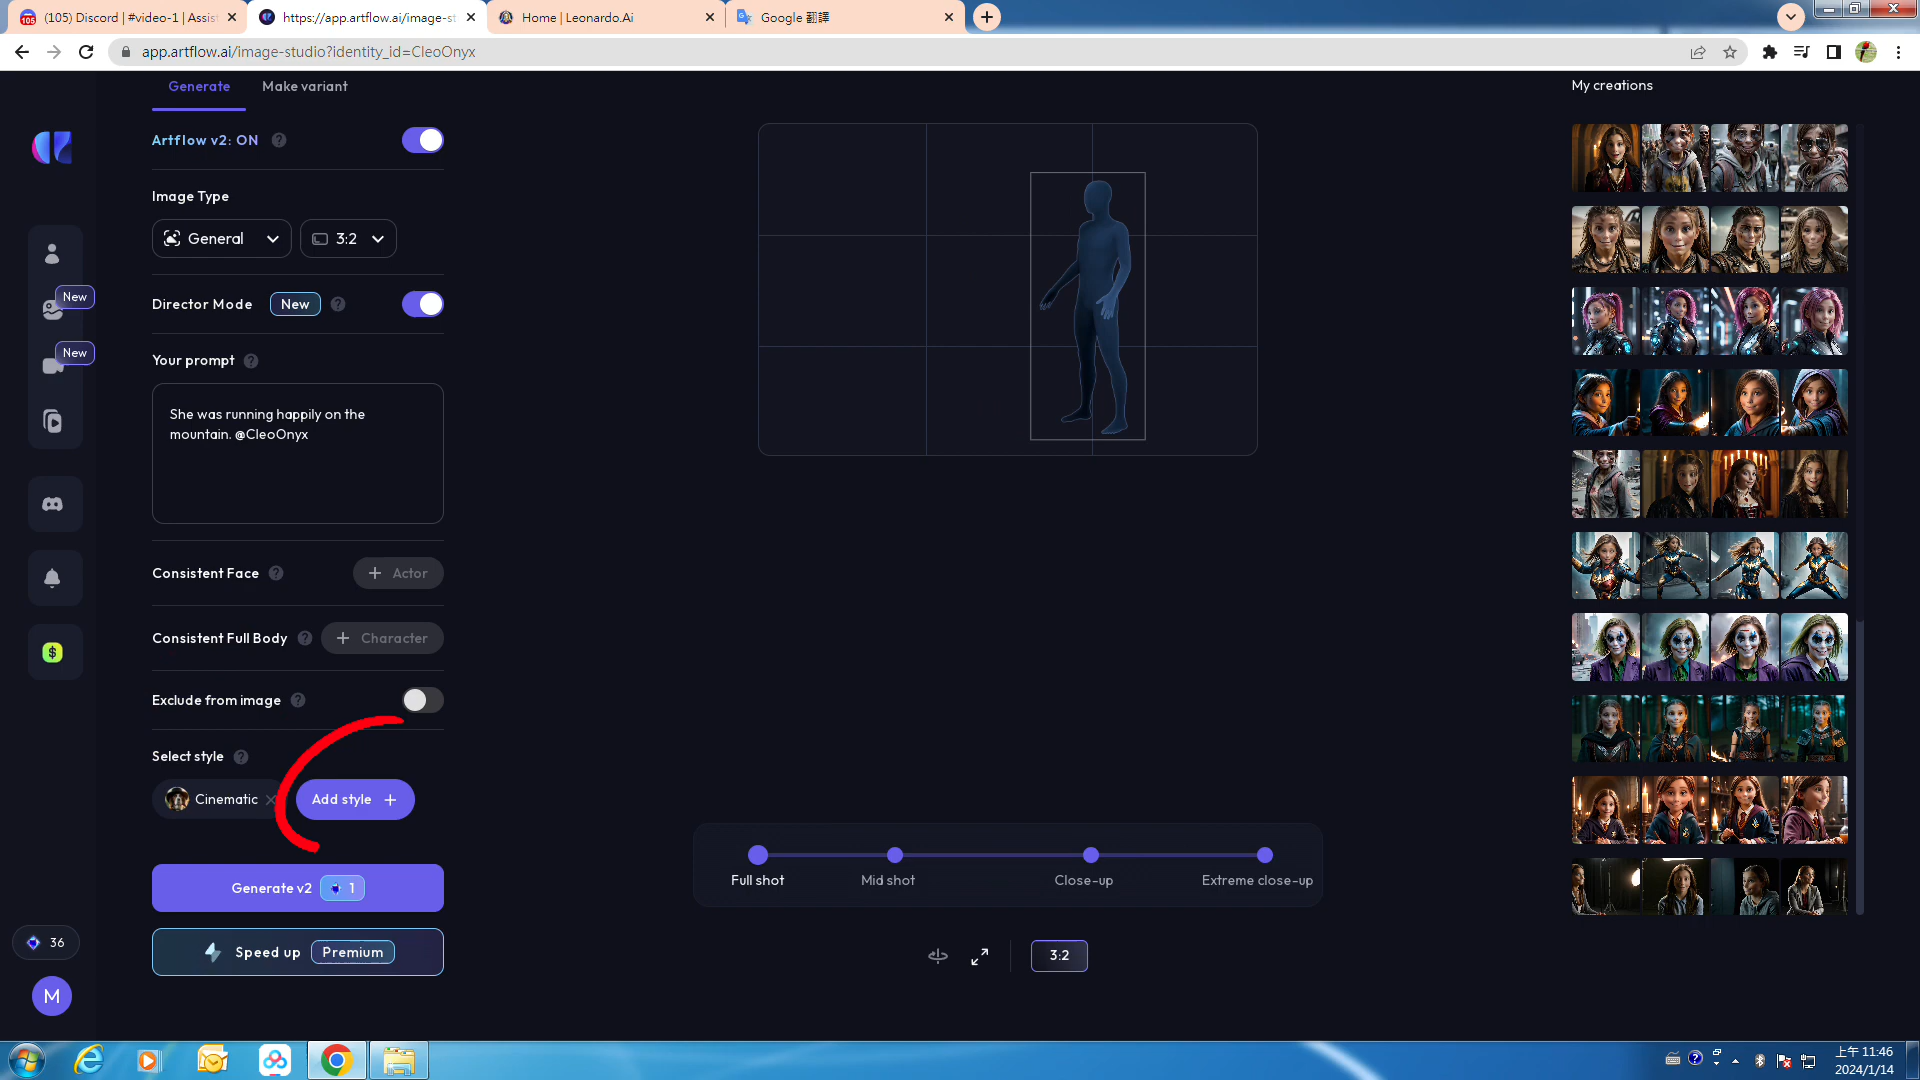 (105) Discord | #video-1 | Assis
https://app.artflow.ai/image-st
Home | Leonardo.Ai
Google 翻譯
app.artflow.ai/image-studio?identity_id=CleoOnyx
Generate
Make variant
My creations
Artflow v2: ON
Image Type
General
3:2
New
New
Director Mode
New
Your prompt
She was running happily on the
mountain. @CleoOnyx
Consistent Face
+ Actor
Consistent Full Body
+ Character
Exclude from image
Select style
Cinematic
Add style +
Generate v2
1
Speed up
Premium
36
M
Full shot
Mid shot
Close-up
Extreme close-up
3:2
上午 11:46
2024/1/14